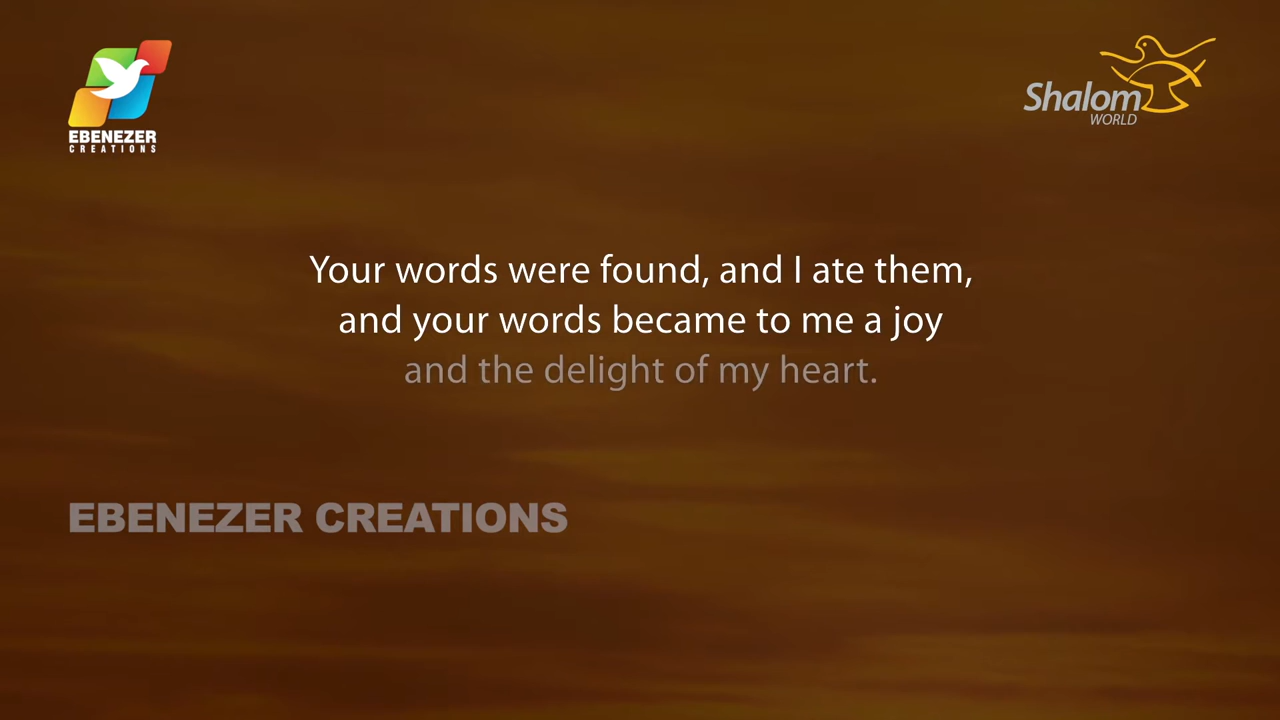 EBENEZER
CREATIONS
Shalom
WORLD
Your words were found, and I ate them,
and your words became to me a joy
and the delight of my heart.
EBENEZER CREATIONS